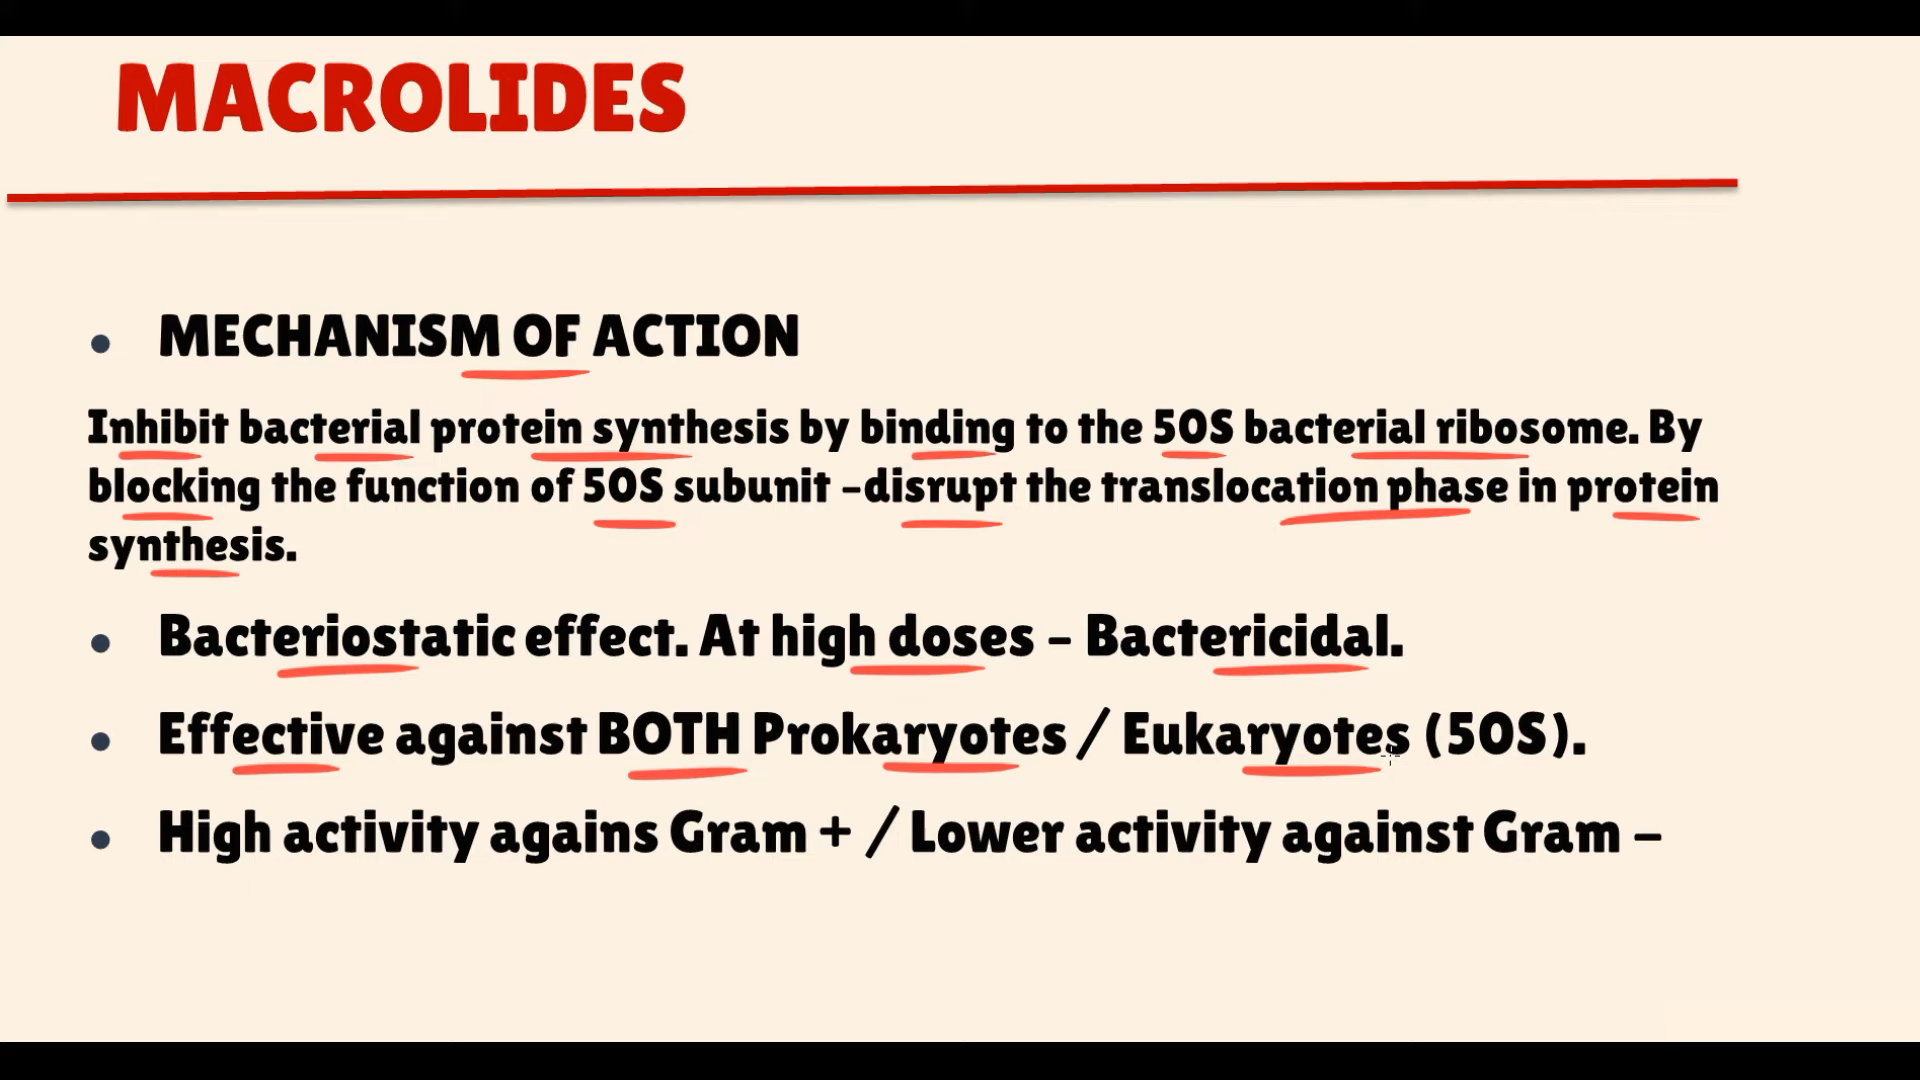 MACROLIDES
• MECHANISM OF ACTION
Inhibit bacterial protein synthesis by binding to the 50S bacterial ribosome. By
blocking the function of 50S subunit –disrupt the translocation phase in protein
synthesis.
• Bacteriostatic effect. At high doses – Bactericidal.
• Effective against BOTH Prokaryotes / Eukaryotes (50S).
• High activity agains Gram + / Lower activity against Gram –